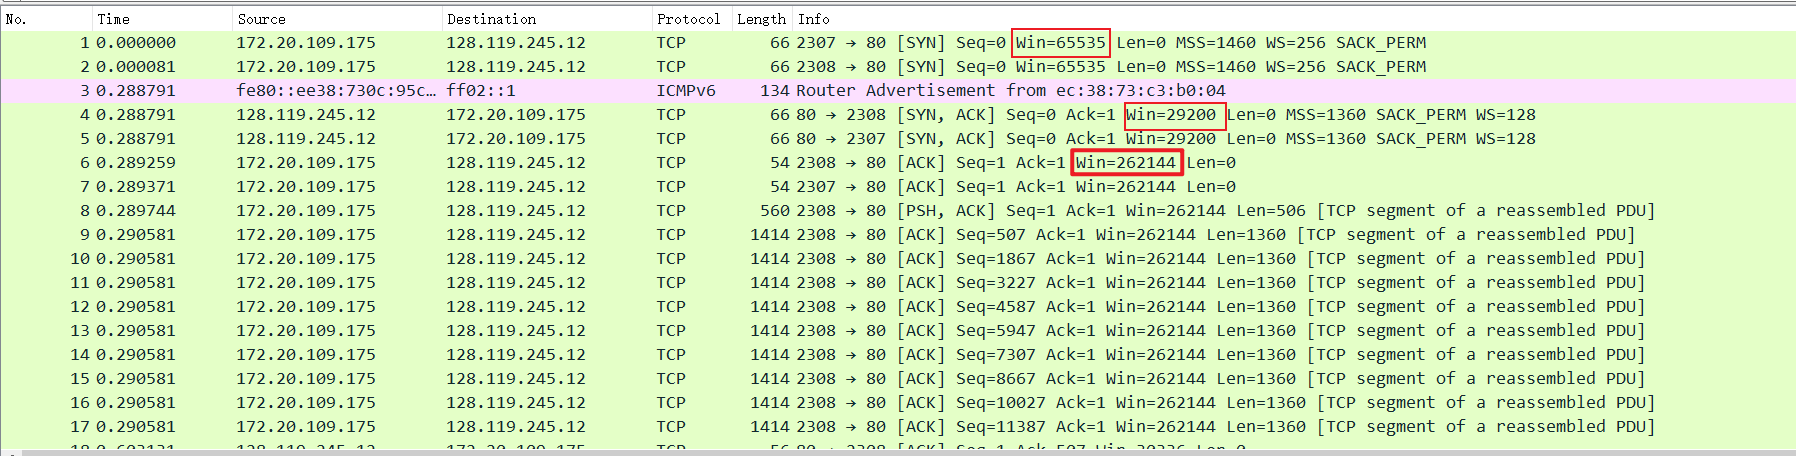 No. Time Source Destination Protocol Length Info
1 0.000000 172.20.109.175 128.119.245.12 TCP 66 2307 → 80 [SYN] Seq=0 Win=65535 Len=0 MSS=1460 WS=256 SACK_PERM
2 0.000081 172.20.109.175 128.119.245.12 TCP 66 2308 → 80 [SYN] Seq=0 Win=65535 Len=0 MSS=1460 WS=256 SACK_PERM
3 0.288791 fe80::ee38:730c:95c… ff02::1 ICMPv6 134 Router Advertisement from ec:38:73:c3:b0:04
4 0.288791 128.119.245.12 172.20.109.175 TCP 66 80 → 2308 [SYN, ACK] Seq=0 Ack=1 Win=29200 Len=0 MSS=1360 SACK_PERM WS=128
5 0.288791 128.119.245.12 172.20.109.175 TCP 66 80 → 2307 [SYN, ACK] Seq=0 Ack=1 Win=29200 Len=0 MSS=1360 SACK_PERM WS=128
6 0.289259 172.20.109.175 128.119.245.12 TCP 54 2308 → 80 [ACK] Seq=1 Ack=1 Win=262144 Len=0
7 0.289371 172.20.109.175 128.119.245.12 TCP 54 2307 → 80 [ACK] Seq=1 Ack=1 Win=262144 Len=0
8 0.289744 172.20.109.175 128.119.245.12 TCP 560 2308 → 80 [PSH, ACK] Seq=1 Ack=1 Win=262144 Len=506 [TCP segment of a reassembled PDU]
9 0.290581 172.20.109.175 128.119.245.12 TCP 1414 2308 → 80 [ACK] Seq=507 Ack=1 Win=262144 Len=1360 [TCP segment of a reassembled PDU]
10 0.290581 172.20.109.175 128.119.245.12 TCP 1414 2308 → 80 [ACK] Seq=1867 Ack=1 Win=262144 Len=1360 [TCP segment of a reassembled PDU]
11 0.290581 172.20.109.175 128.119.245.12 TCP 1414 2308 → 80 [ACK] Seq=3227 Ack=1 Win=262144 Len=1360 [TCP segment of a reassembled PDU]
12 0.290581 172.20.109.175 128.119.245.12 TCP 1414 2308 → 80 [ACK] Seq=4587 Ack=1 Win=262144 Len=1360 [TCP segment of a reassembled PDU]
13 0.290581 172.20.109.175 128.119.245.12 TCP 1414 2308 → 80 [ACK] Seq=5947 Ack=1 Win=262144 Len=1360 [TCP segment of a reassembled PDU]
14 0.290581 172.20.109.175 128.119.245.12 TCP 1414 2308 → 80 [ACK] Seq=7307 Ack=1 Win=262144 Len=1360 [TCP segment of a reassembled PDU]
15 0.290581 172.20.109.175 128.119.245.12 TCP 1414 2308 → 80 [ACK] Seq=8667 Ack=1 Win=262144 Len=1360 [TCP segment of a reassembled PDU]
16 0.290581 172.20.109.175 128.119.245.12 TCP 1414 2308 → 80 [ACK] Seq=10027 Ack=1 Win=262144 Len=1360 [TCP segment of a reassembled PDU]
17 0.290581 172.20.109.175 128.119.245.12 TCP 1414 2308 → 80 [ACK] Seq=11387 Ack=1 Win=262144 Len=1360 [TCP segment of a reassembled PDU]